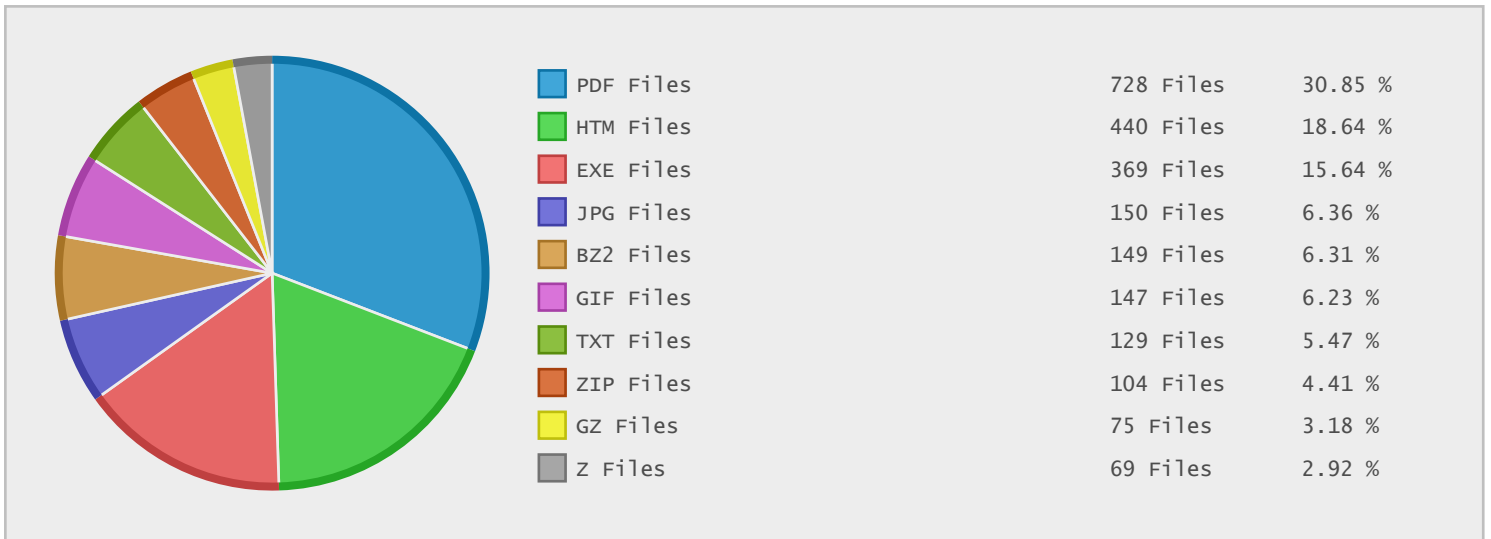 PDF Files 728 Files 30.85 %
HTM Files 440 Files 18.64 %
EXE Files 369 Files 15.64 %
JPG Files 150 Files 6.36 %
BZ2 Files 149 Files 6.31 %
GIF Files 147 Files 6.23 %
TXT Files 129 Files 5.47 %
ZIP Files 104 Files 4.41 %
GZ Files 75 Files 3.18 %
Z Files 69 Files 2.92 %